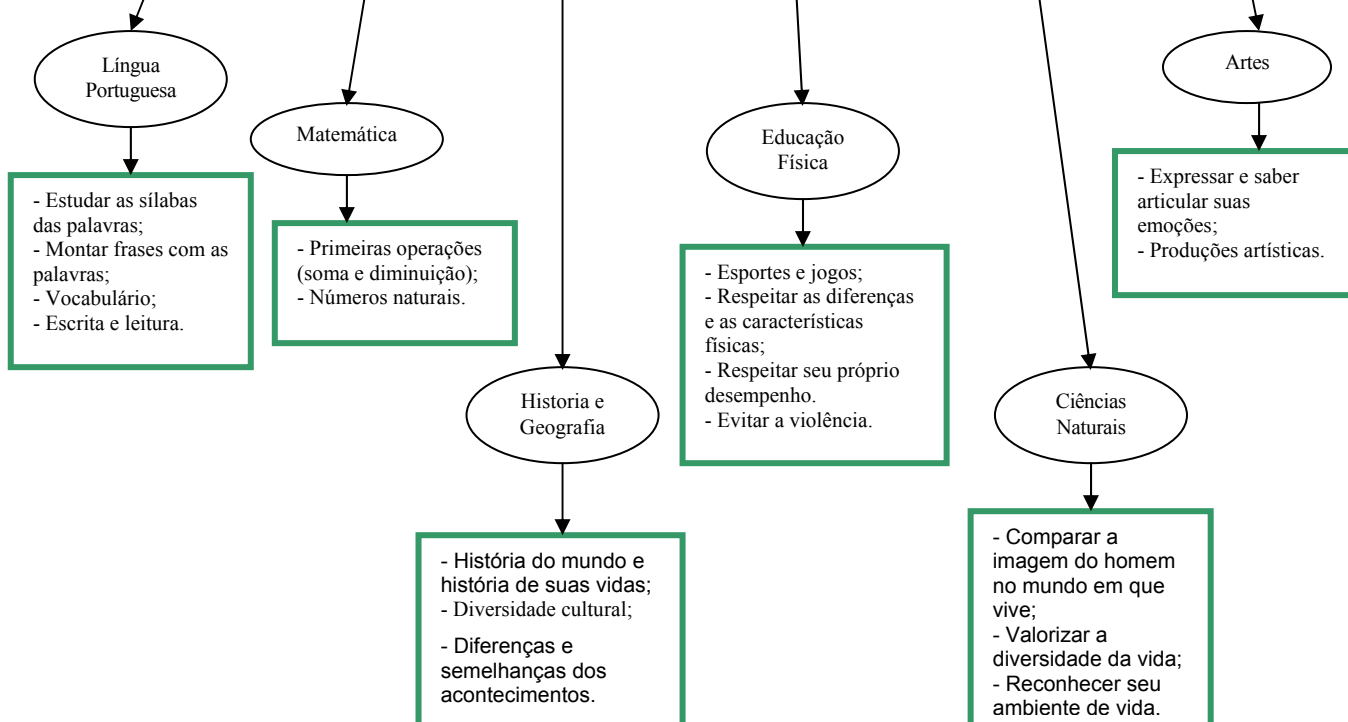 Língua
Portuguesa
- Estudar as sílabas
das palavras;
- Montar frases com as
palavras;
- Vocabulário;
- Escrita e leitura.
Matemática
- Primeiras operações
(soma e diminuição);
- Números naturais.
Historia e
Geografia
- História do mundo e
história de suas vidas;
- Diversidade cultural;
- Diferenças e
semelhanças dos
acontecimentos.
Educação
Física
- Esportes e jogos;
- Respeitar as diferenças
e as características
físicas;
- Respeitar seu próprio
desempenho.
- Evitar a violência.
Ciências
Naturais
- Comparar a
imagem do homem
no mundo em que
vive;
- Valorizar a
diversidade da vida;
- Reconhecer seu
ambiente de vida.
Artes
- Expressar e saber
articular suas
emoções;
- Produções artísticas.